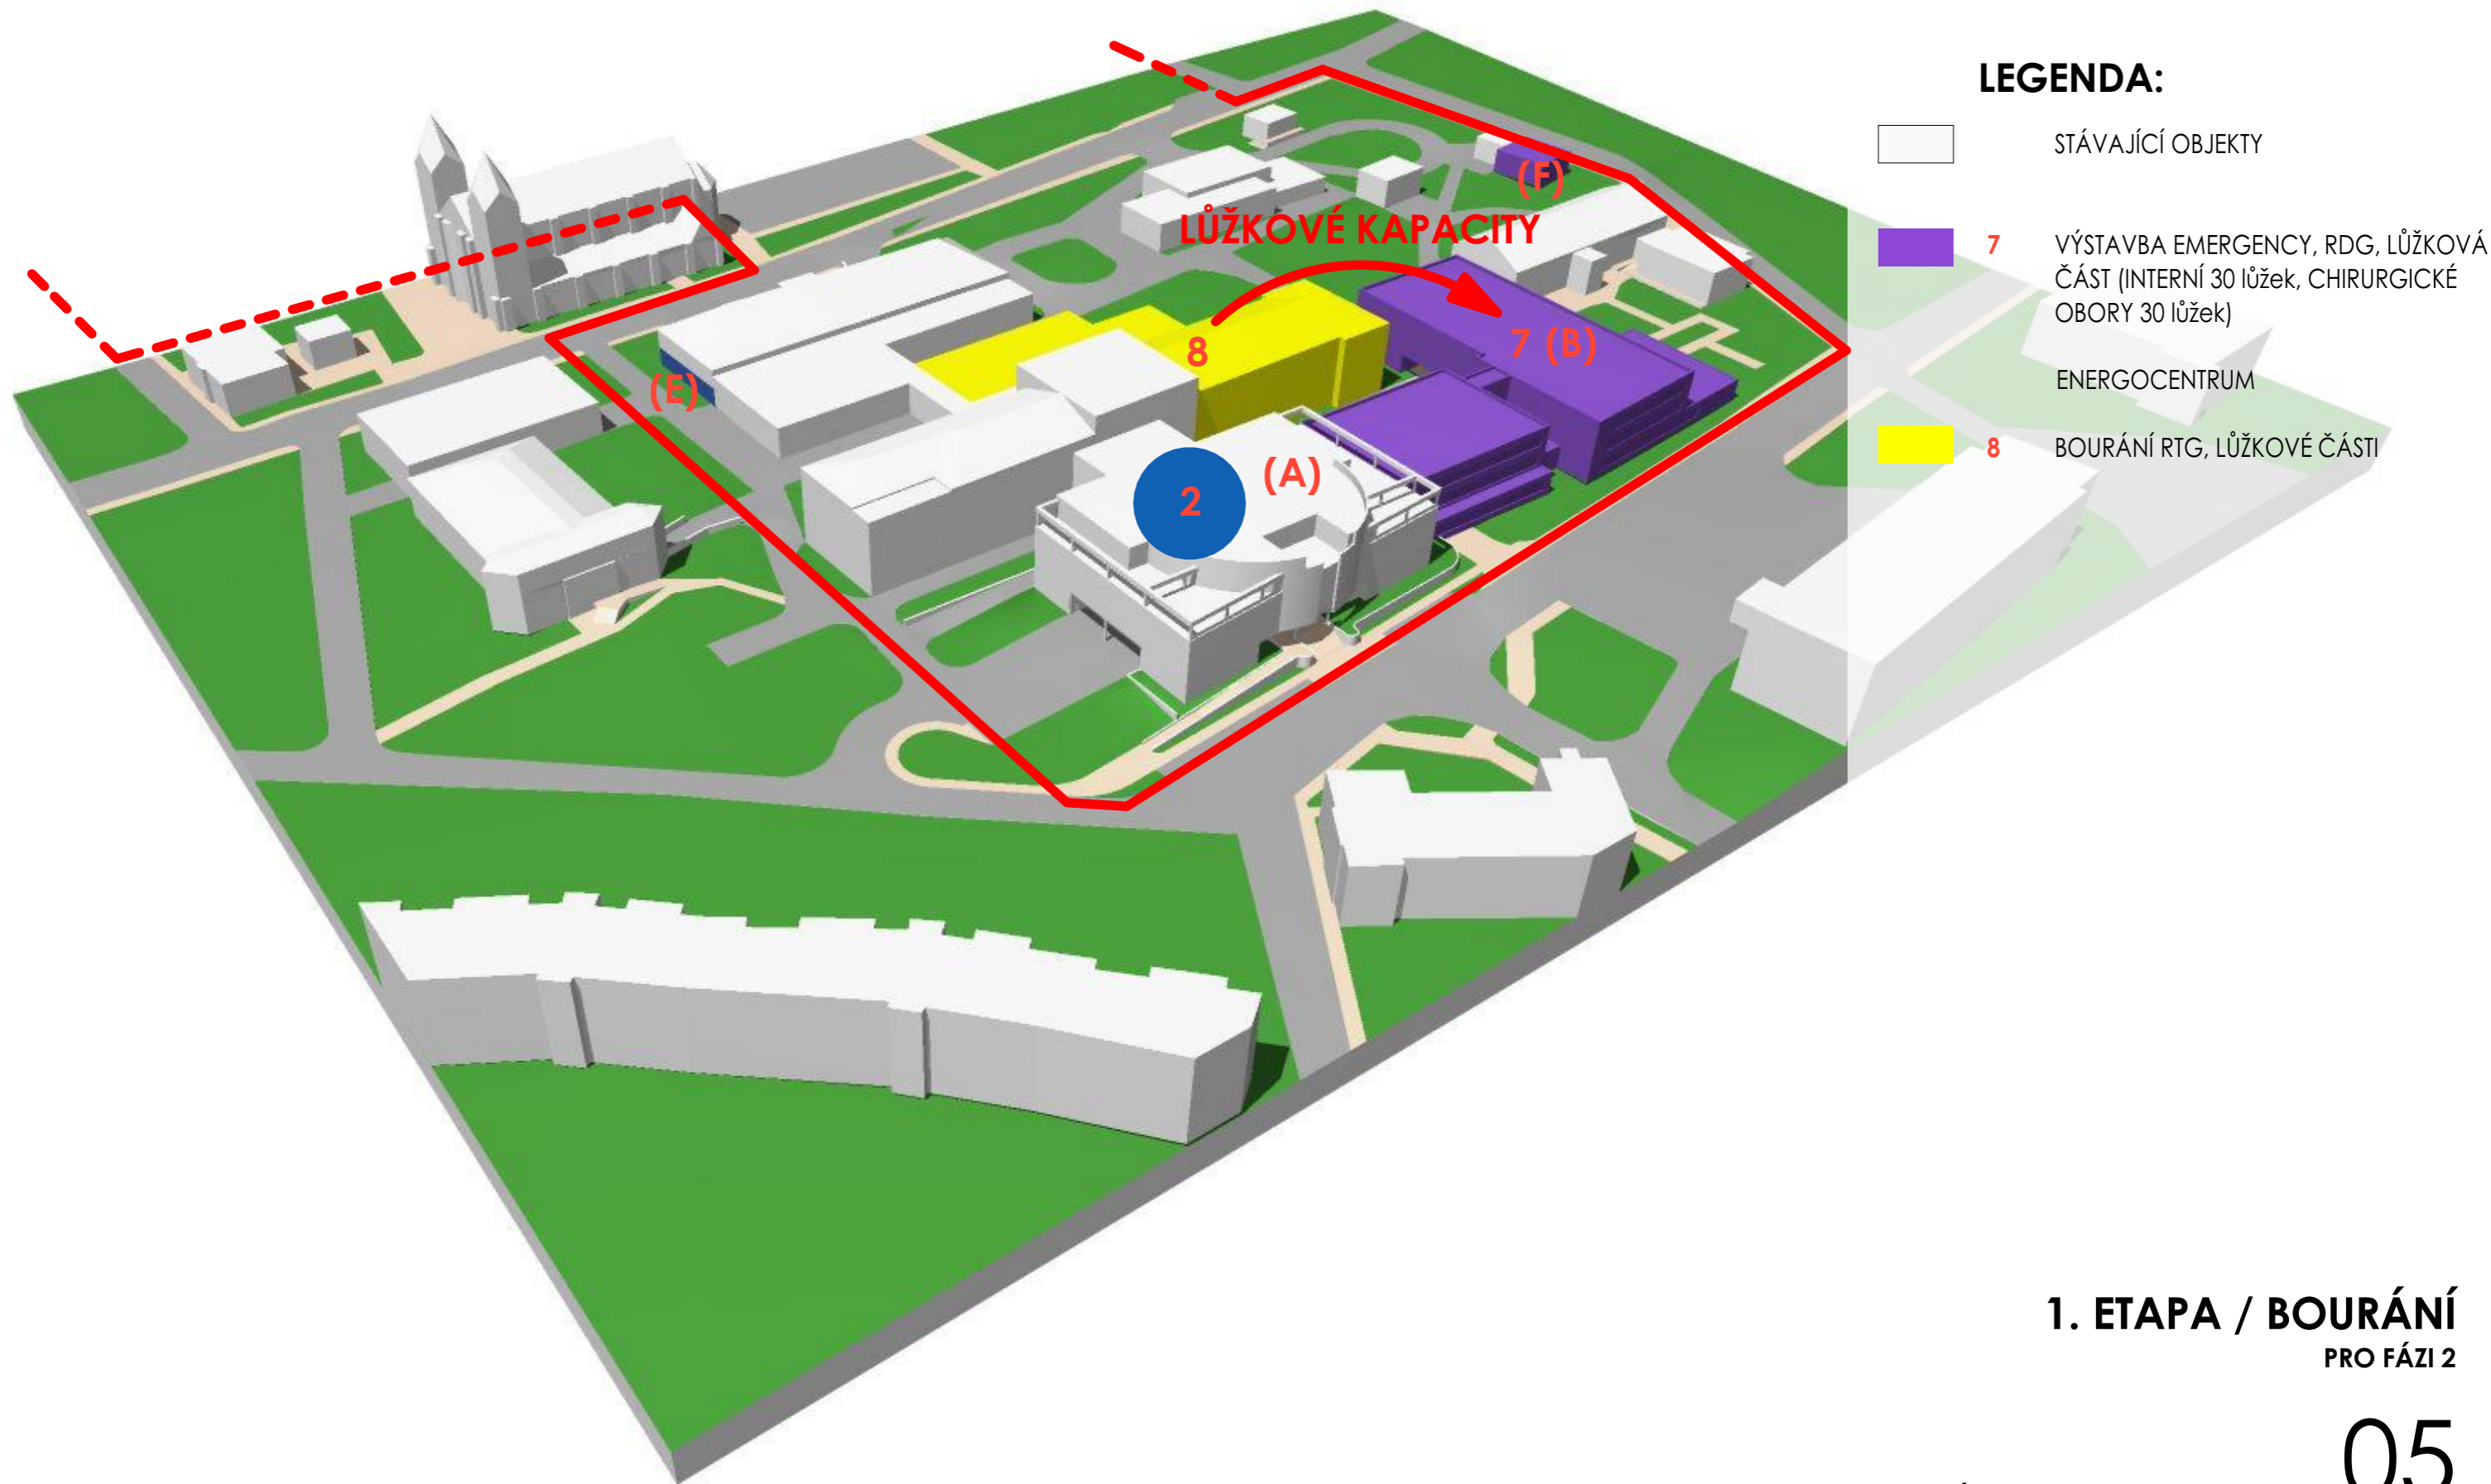 LEGENDA:
STÁVAJÍCÍ OBJEKTY
7 VÝSTAVBA EMERGENCY, RDG, LŮŽKOVÁ
ČÁST (INTERNÍ 30 lůžek, CHIRURGICKÉ
OBORY 30 lůžek)
ENERGOCENTRUM
8 BOURÁNÍ RTG, LŮŽKOVÉ ČÁSTI
(F)
LŮŽKOVÉ KAPACITY
8
7 (B)
(E)
(A)
2
1. ETAPA / BOURÁNÍ
PRO FÁZI 2
05